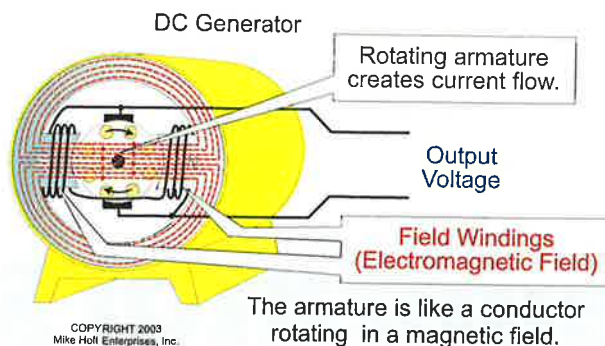 DC Generator
Rotating armature
creates current flow.
Output
Voltage
Field Windings
(Electromagnetic Field)
The armature is like a conductor
rotating in a magnetic field.
COPYRIGHT 2003
Mike Holt Enterprises, Inc.